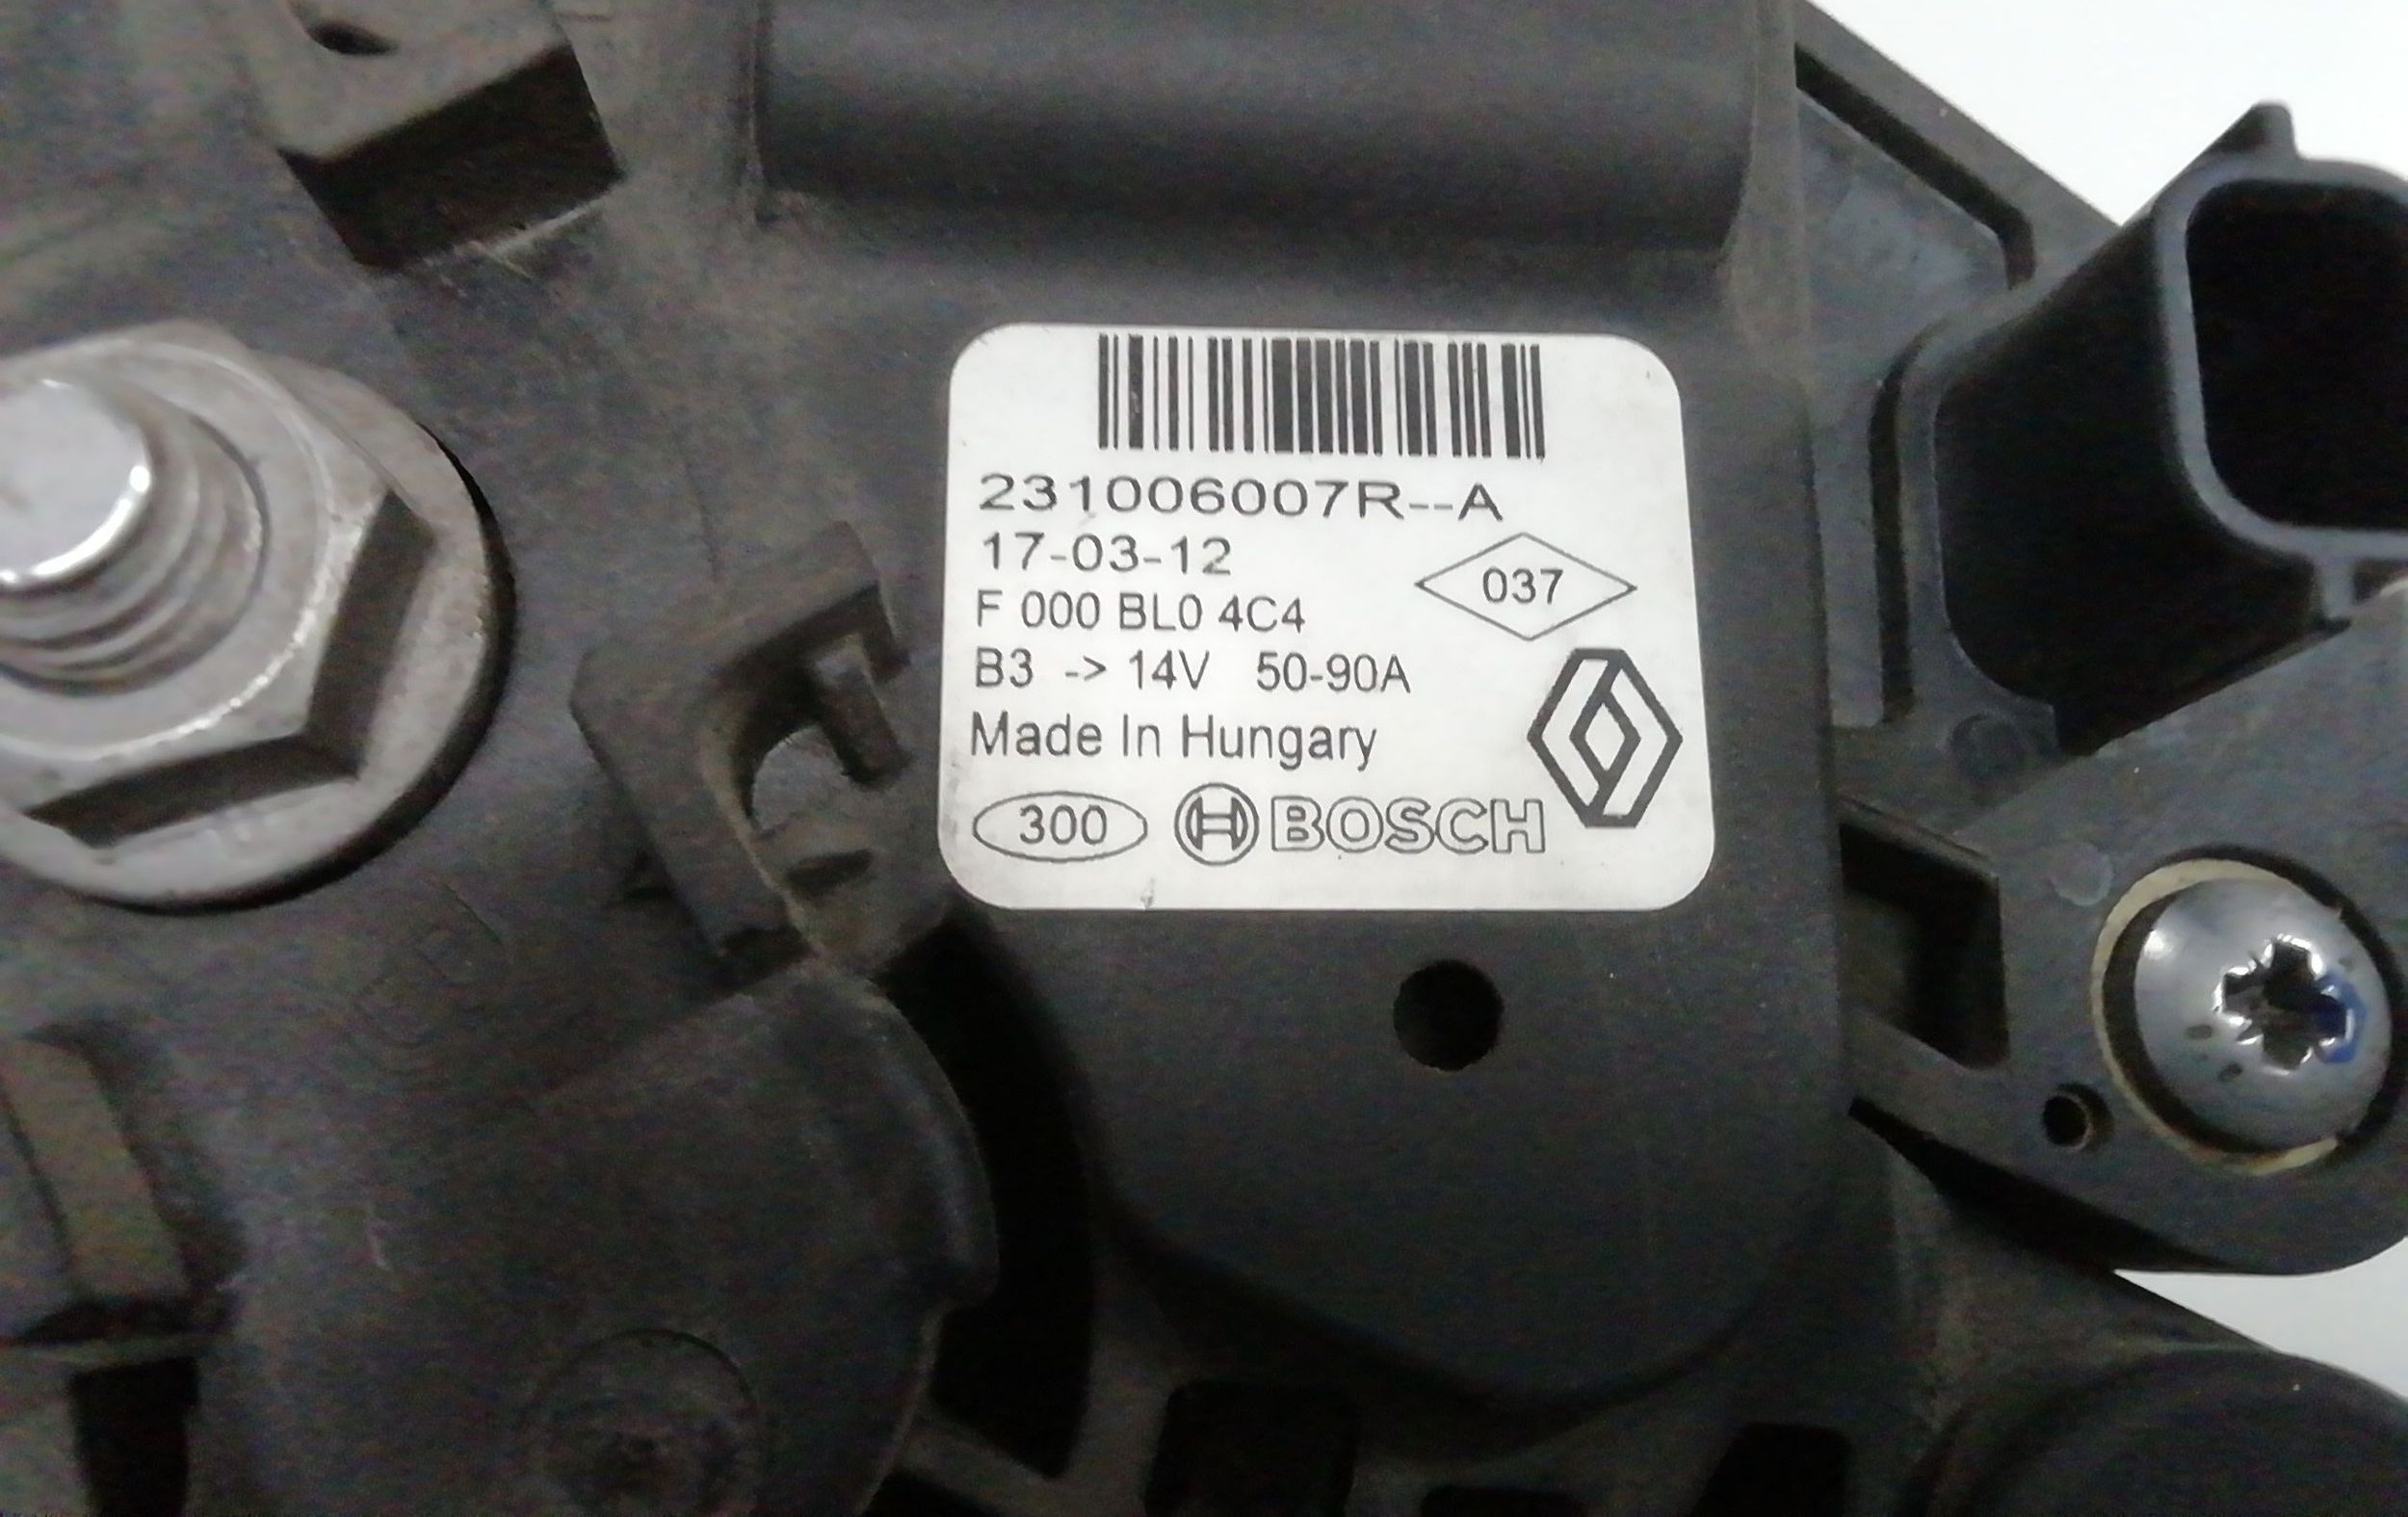 231006007R--A
17-03-12
037
F 000 BL0 4C4
B3 -> 14V 50-90A
Made In Hungary
300 BOSCH